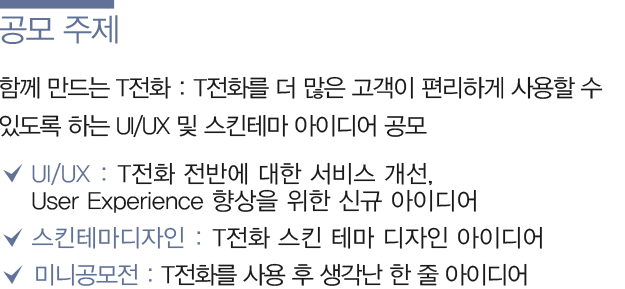 공모 주제
함께 만드는 T전화 : T전화를 더 많은 고객이 편리하게 사용할 수
있도록 하는 UI/UX 및 스킨테마 아이디어 공모
UI/UX : T전화 전반에 대한 서비스 개선,
User Experience 향상을 위한 신규 아이디어
스킨테마디자인 : T전화 스킨 테마 디자인 아이디어
미니공모전 : T전화를 사용 후 생각난 한 줄 아이디어